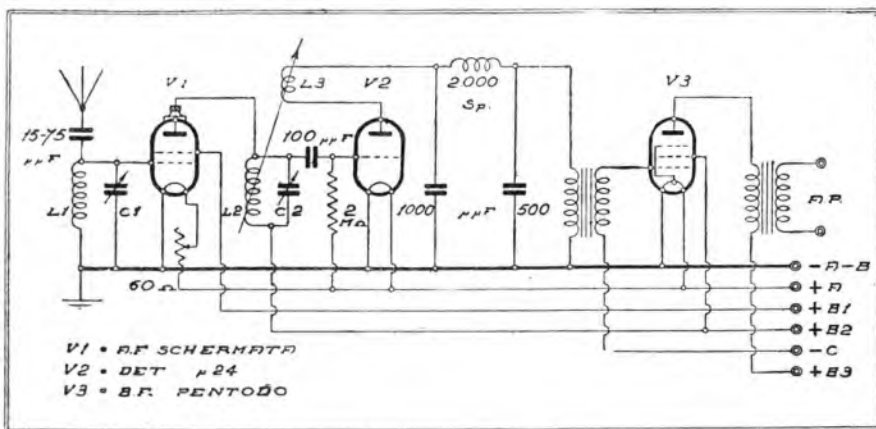 V1
L3
V2
2000
Sp.
V3
15-75
µµF
100 µµF
L1
C1
L2
C2
2
MΩ
1000
µµF
500
A.P.
60 Ω
- A - B
+ A
+ B1
+ B2
- C
+ B3
V1 = A.F SCHERMATA
V2 = DET µ24
V3 = B.F. PENTODO